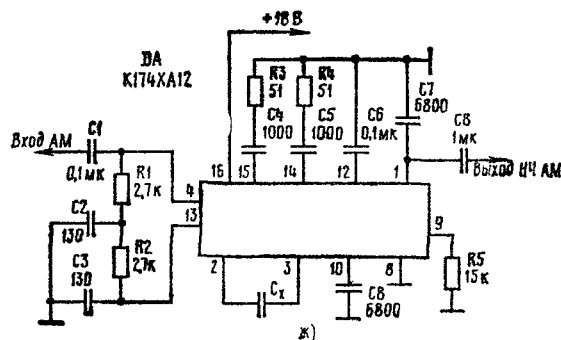 +18 В
DA
К174ХА12
R3
51
R4
51
C4
1000
C5
1000
C6
0,1мк
C7
6800
C8
1мк
Вход АМ
C1
0,1мк
R1
2,7к
C2
130
C3
130
R2
2,7к
16
15
14
12
1
4
13
9
2
3
10
8
Выход НЧ АМ
Cх
C8
6800
R5
15к
ж)